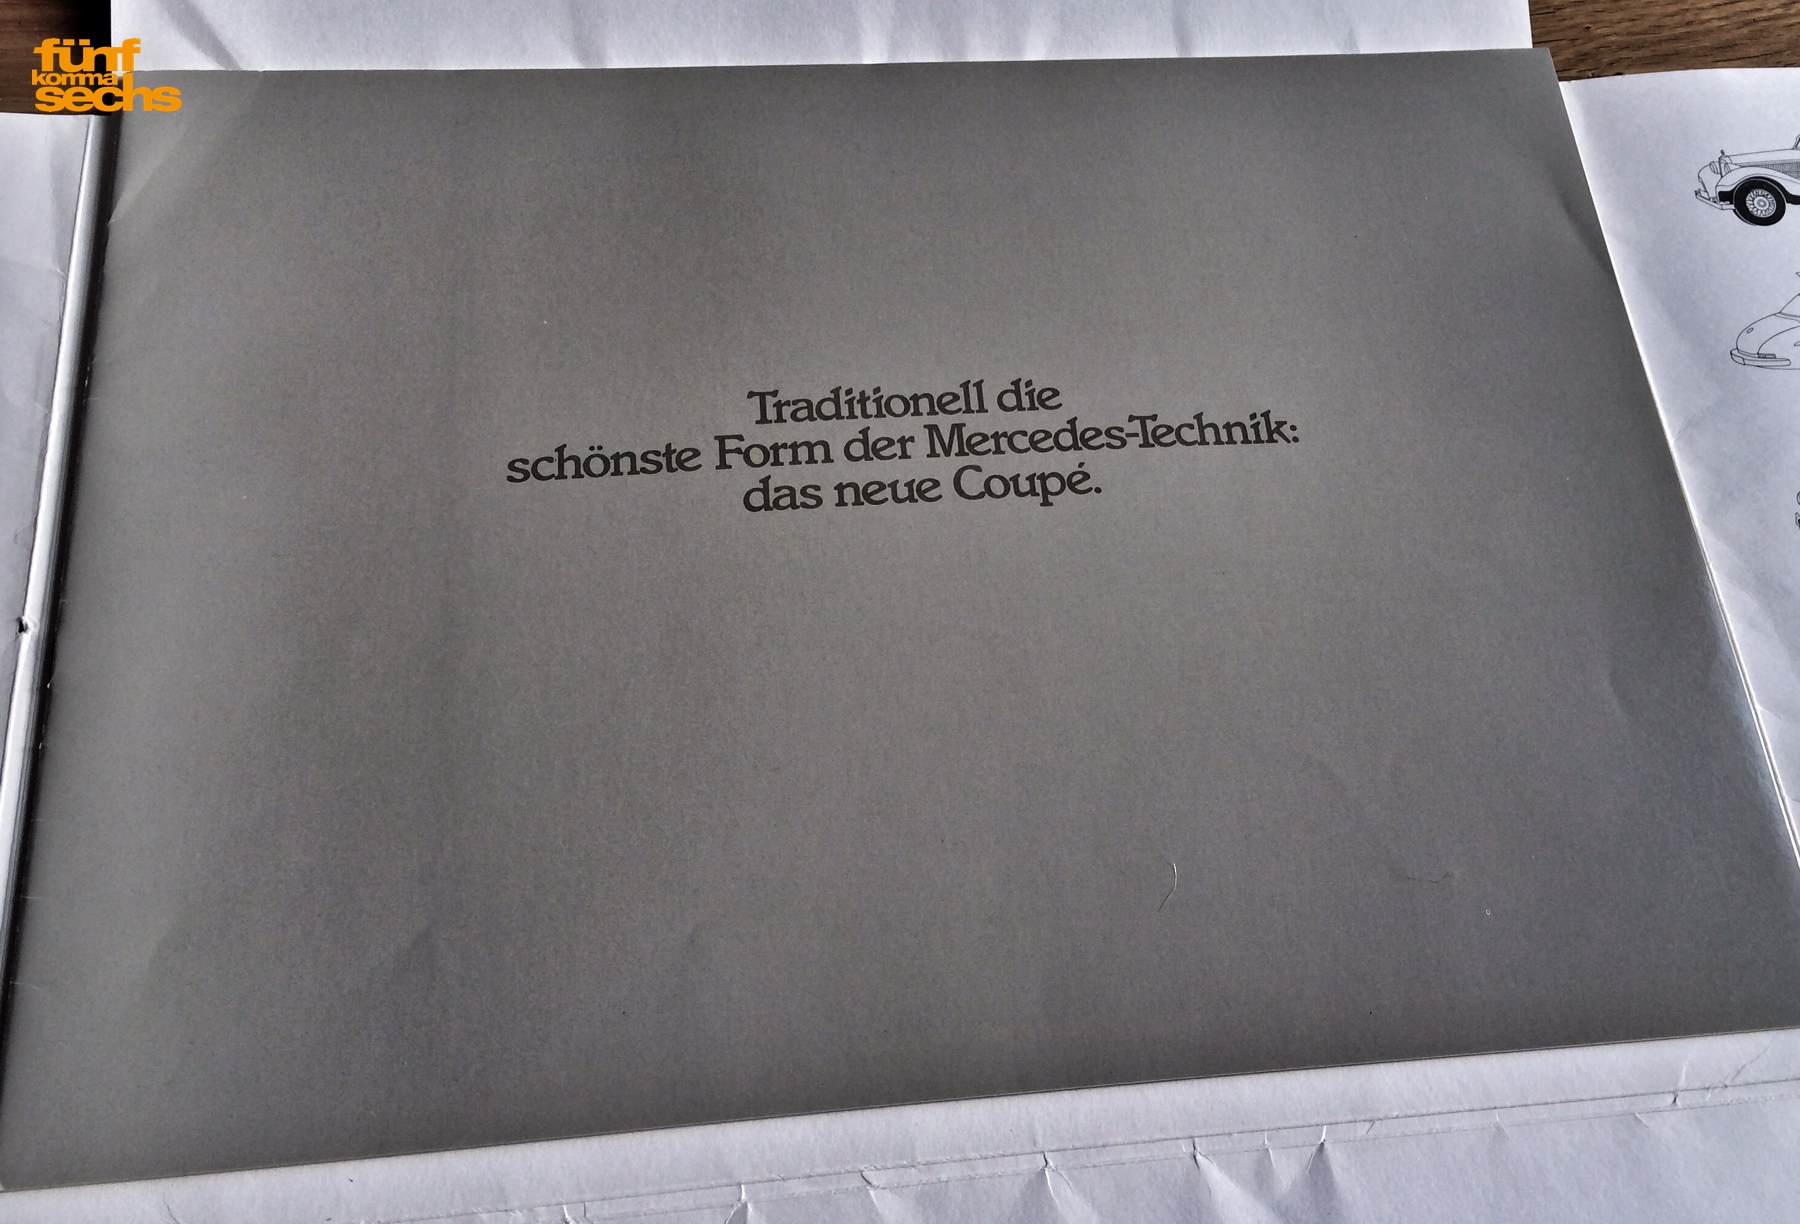 fünf
komma
sechs
Traditionell die
schönste Form der Mercedes-Technik:
das neue Coupé.